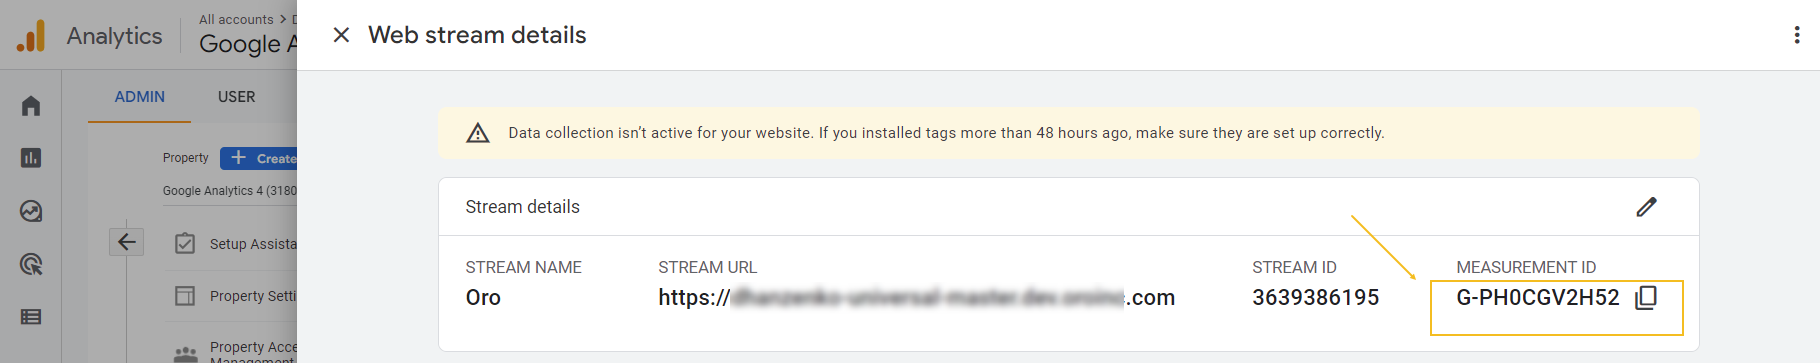 Analytics
All accounts > D
Google A
Web stream details
ADMIN
USER
Property
+ Create
Google Analytics 4 (3180
Setup Assista
Property Setti
Property Acce
Data collection isn't active for your website. If you installed tags more than 48 hours ago, make sure they are set up correctly.
Stream details
STREAM NAME
Oro
STREAM URL
https:// .com
STREAM ID
3639386195
MEASUREMENT ID
G-PH0CGV2H52